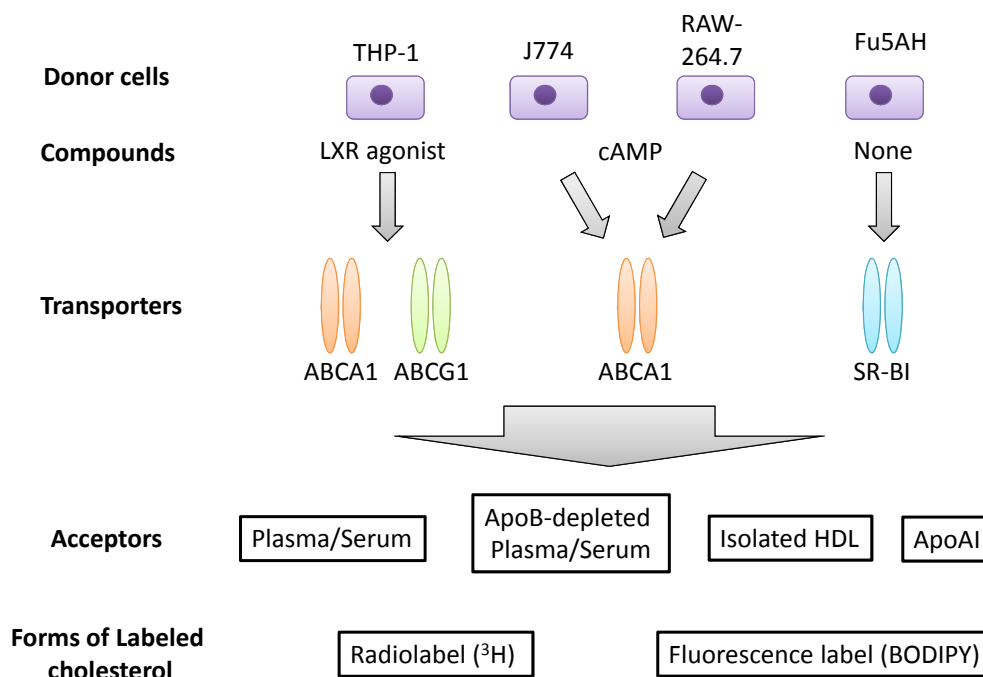 Donor cells
THP-1
J774
RAW-
264.7
Fu5AH
Compounds
LXR agonist
cAMP
None
Transporters
ABCA1
ABCG1
ABCA1
SR-BI
Acceptors
Plasma/Serum
ApoB-depleted
Plasma/Serum
Isolated HDL
ApoAI
Forms of Labeled
cholesterol
Radiolabel (³H)
Fluorescence label (BODIPY)